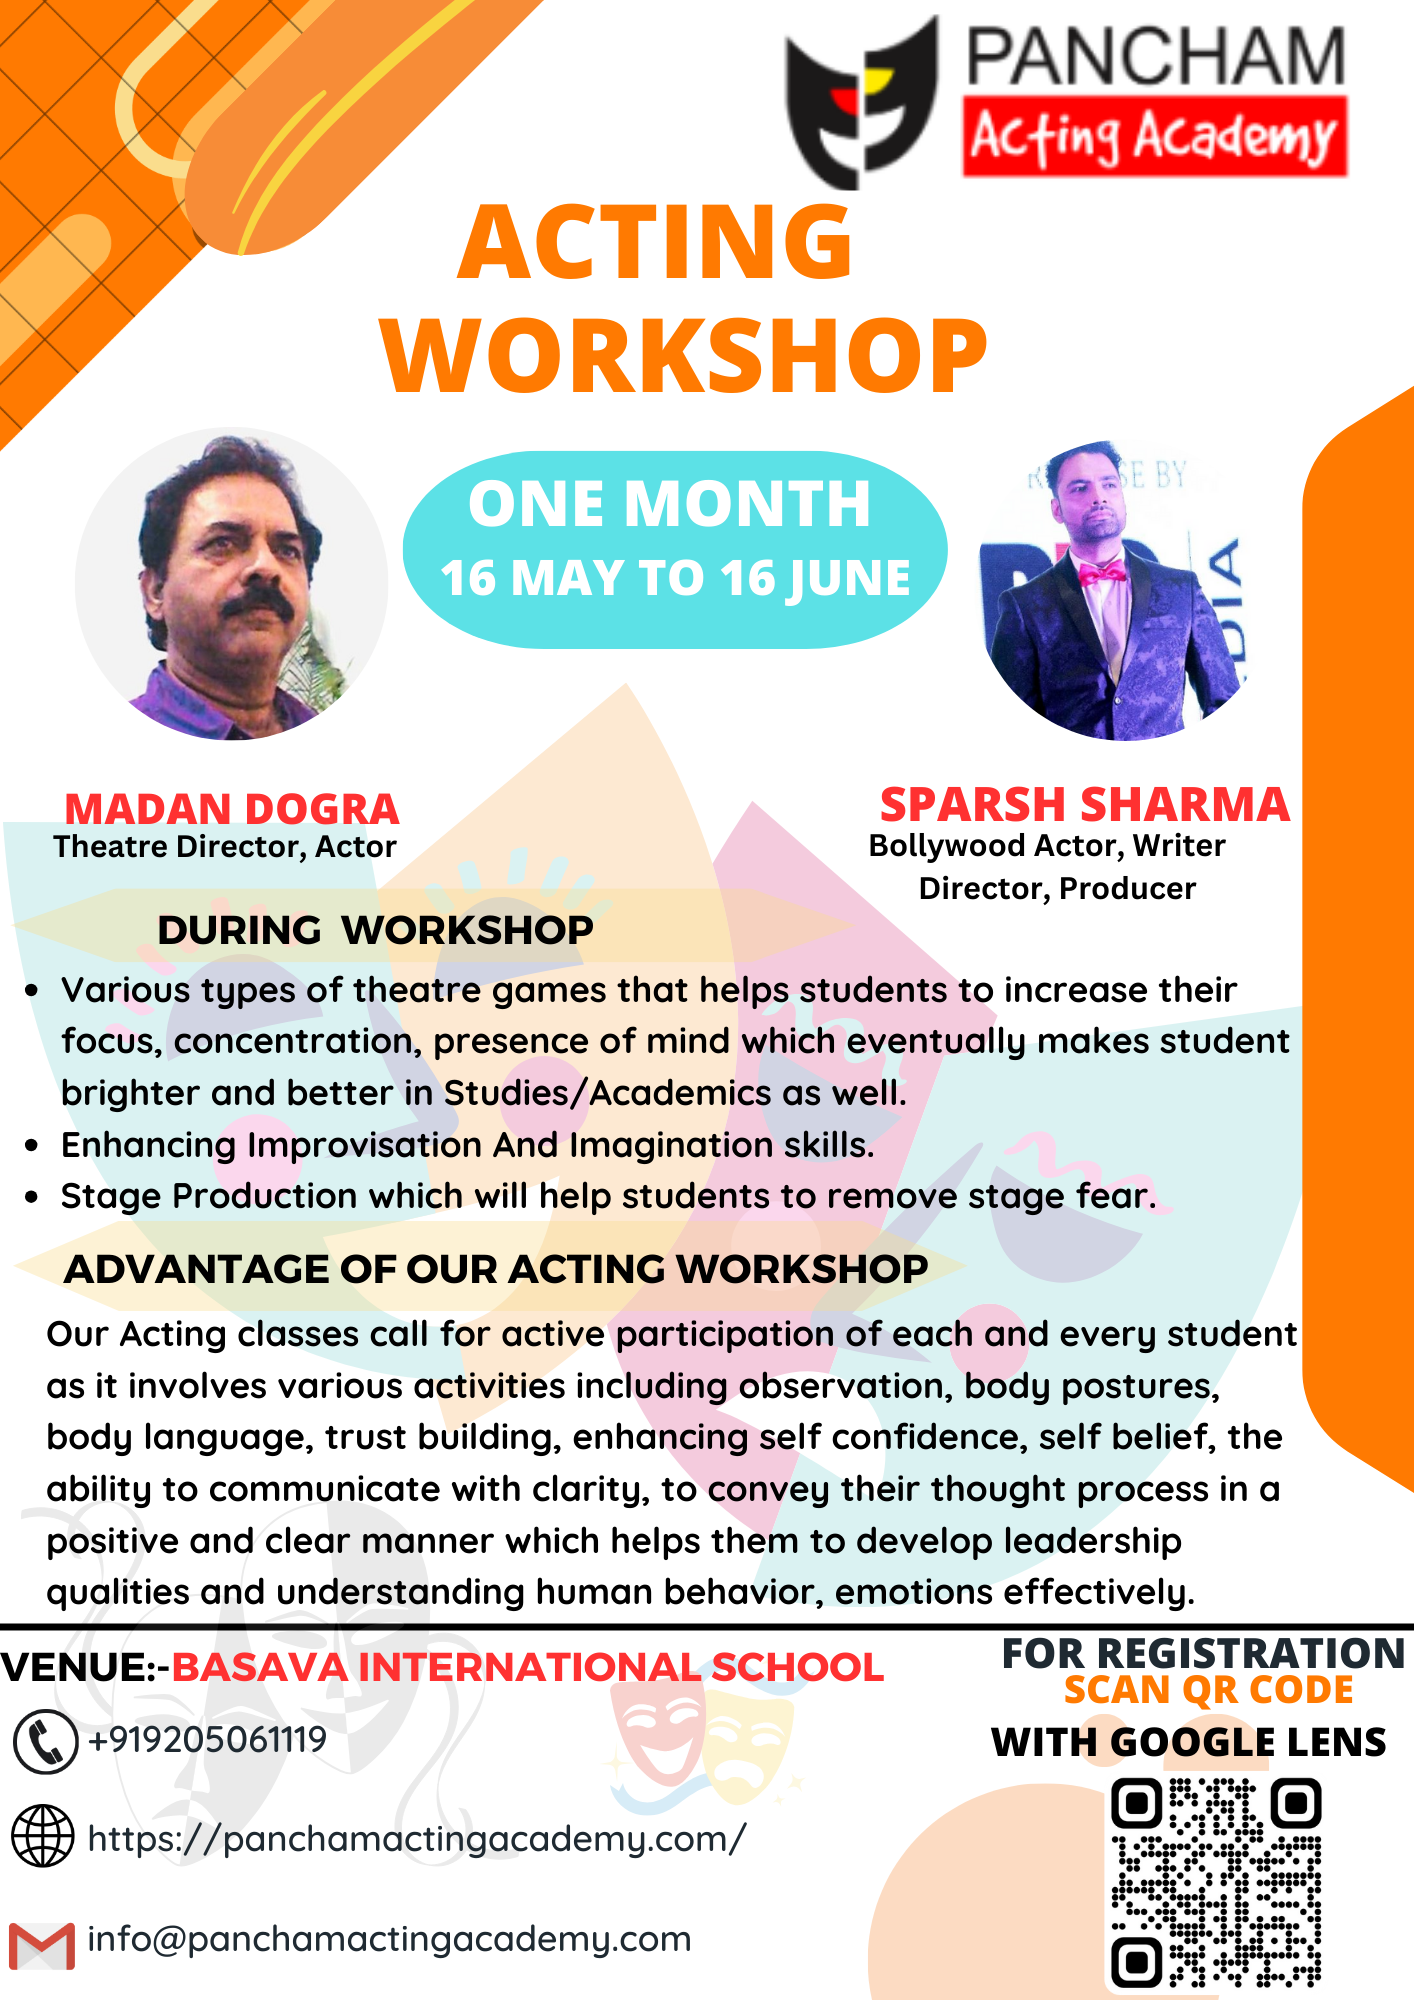 PANCHAM
Acting Academy
ACTING
WORKSHOP
ONE MONTH
16 MAY TO 16 JUNE
SE BY
DIA
MADAN DOGRA
Theatre Director, Actor
SPARSH SHARMA
Bollywood Actor, Writer
Director, Producer
DURING WORKSHOP
• Various types of theatre games that helps students to increase their
focus, concentration, presence of mind which eventually makes student
brighter and better in Studies/Academics as well.
• Enhancing Improvisation And Imagination skills.
• Stage Production which will help students to remove stage fear.
ADVANTAGE OF OUR ACTING WORKSHOP
Our Acting classes call for active participation of each and every student
as it involves various activities including observation, body postures,
body language, trust building, enhancing self confidence, self belief, the
ability to communicate with clarity, to convey their thought process in a
positive and clear manner which helps them to develop leadership
qualities and understanding human behavior, emotions effectively.
VENUE:-BASAVA INTERNATIONAL SCHOOL
+919205061119
https://panchamactingacademy.com/
info@panchamactingacademy.com
FOR REGISTRATION
SCAN QR CODE
WITH GOOGLE LENS